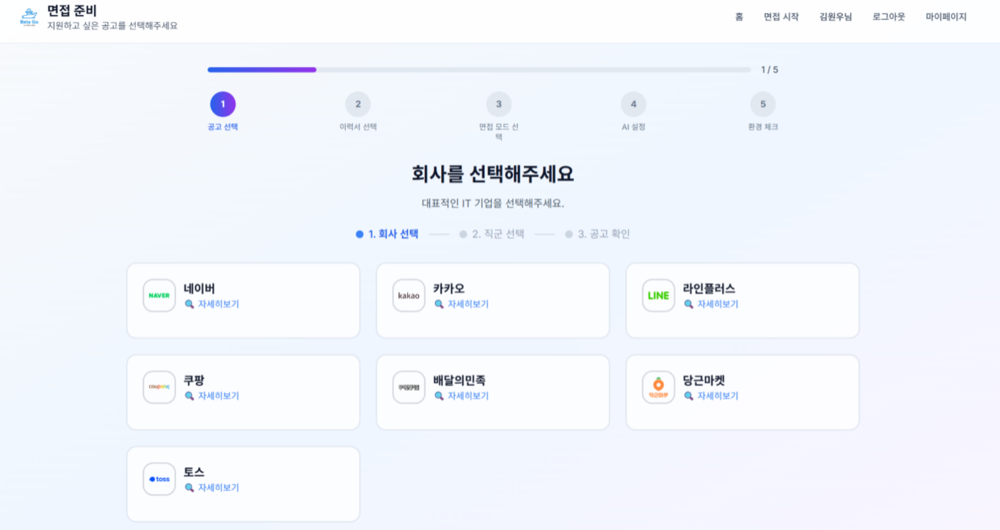 Beta Go
면접 준비
지원하고 싶은 공고를 선택해주세요
홈 면접 시작 김원우님 로그아웃 마이페이지
1 / 5
1 2 3 4 5
공고 선택 이력서 선택 면접 모드 선 AI 설정 환경 체크
택
회사를 선택해주세요
대표적인 IT 기업을 선택해주세요.
1. 회사 선택 2. 직군 선택 3. 공고 확인
NAVER
네이버
자세히보기
kakao
카카오
자세히보기
LINE
라인플러스
자세히보기
coupang
쿠팡
자세히보기
배달의민족
자세히보기
당근마켓
당근마켓
자세히보기
toss
토스
자세히보기